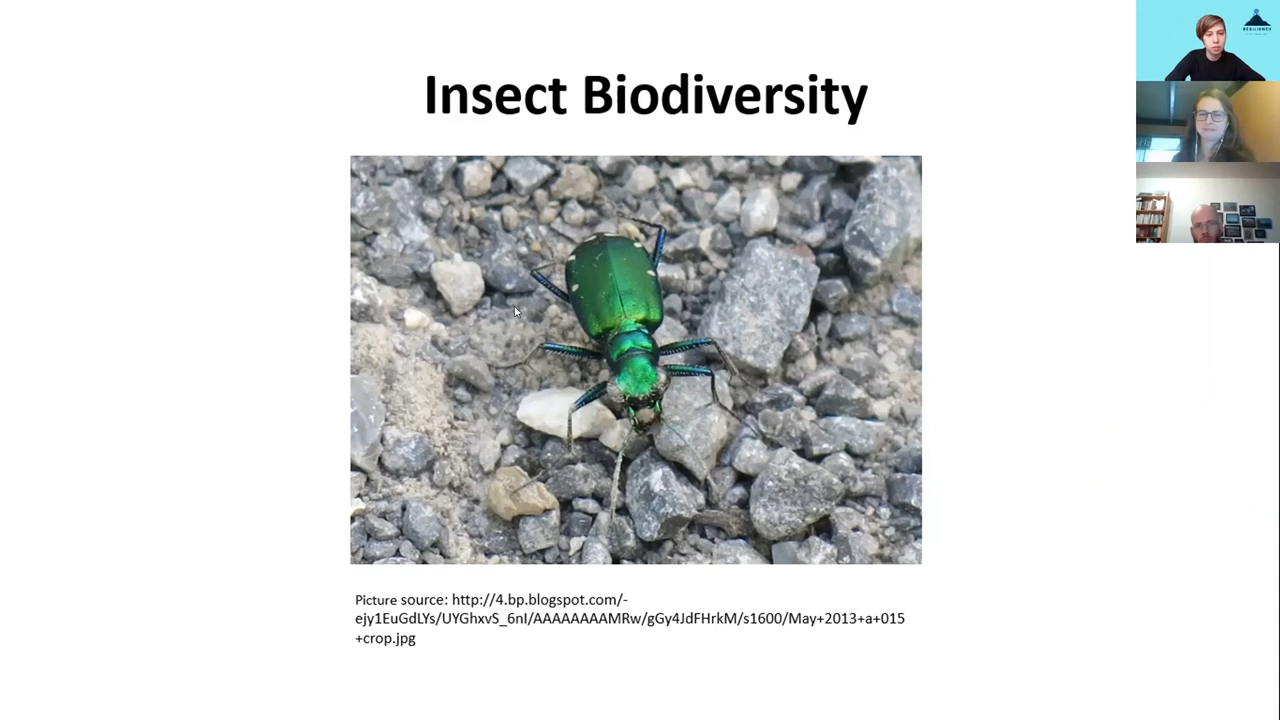 Insect Biodiversity
RESILIENCE
Picture source: http://4.bp.blogspot.com/-
ejy1EuGdLYs/UYGhxvS_6nI/AAAAAAAAMRw/gGy4JdFHrkM/s1600/May+2013+a+015
+crop.jpg